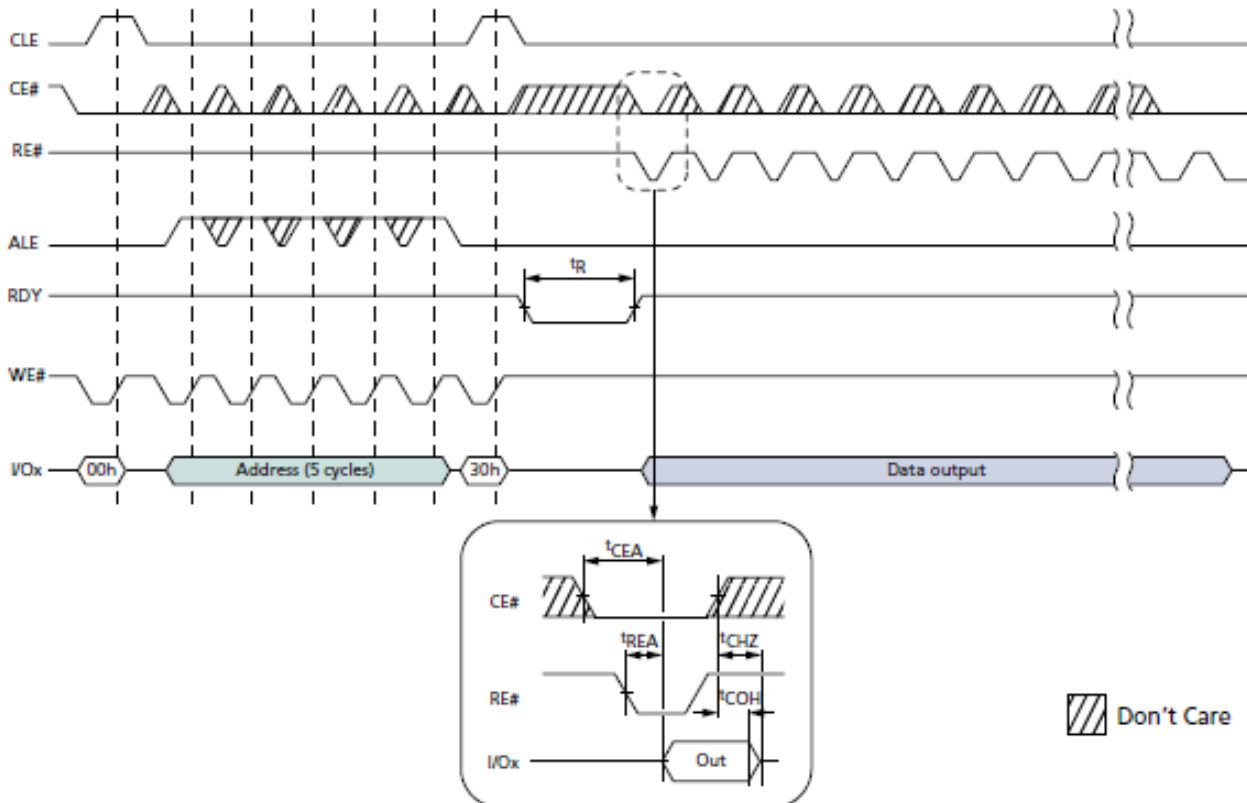 CLE
CE#
RE#
ALE
tR
RDY
WE#
I/Ox 00h Address (5 cycles) 30h Data output
tCEA
CE#
tREA tCHZ
RE# tCOH
Don't Care
I/Ox Out